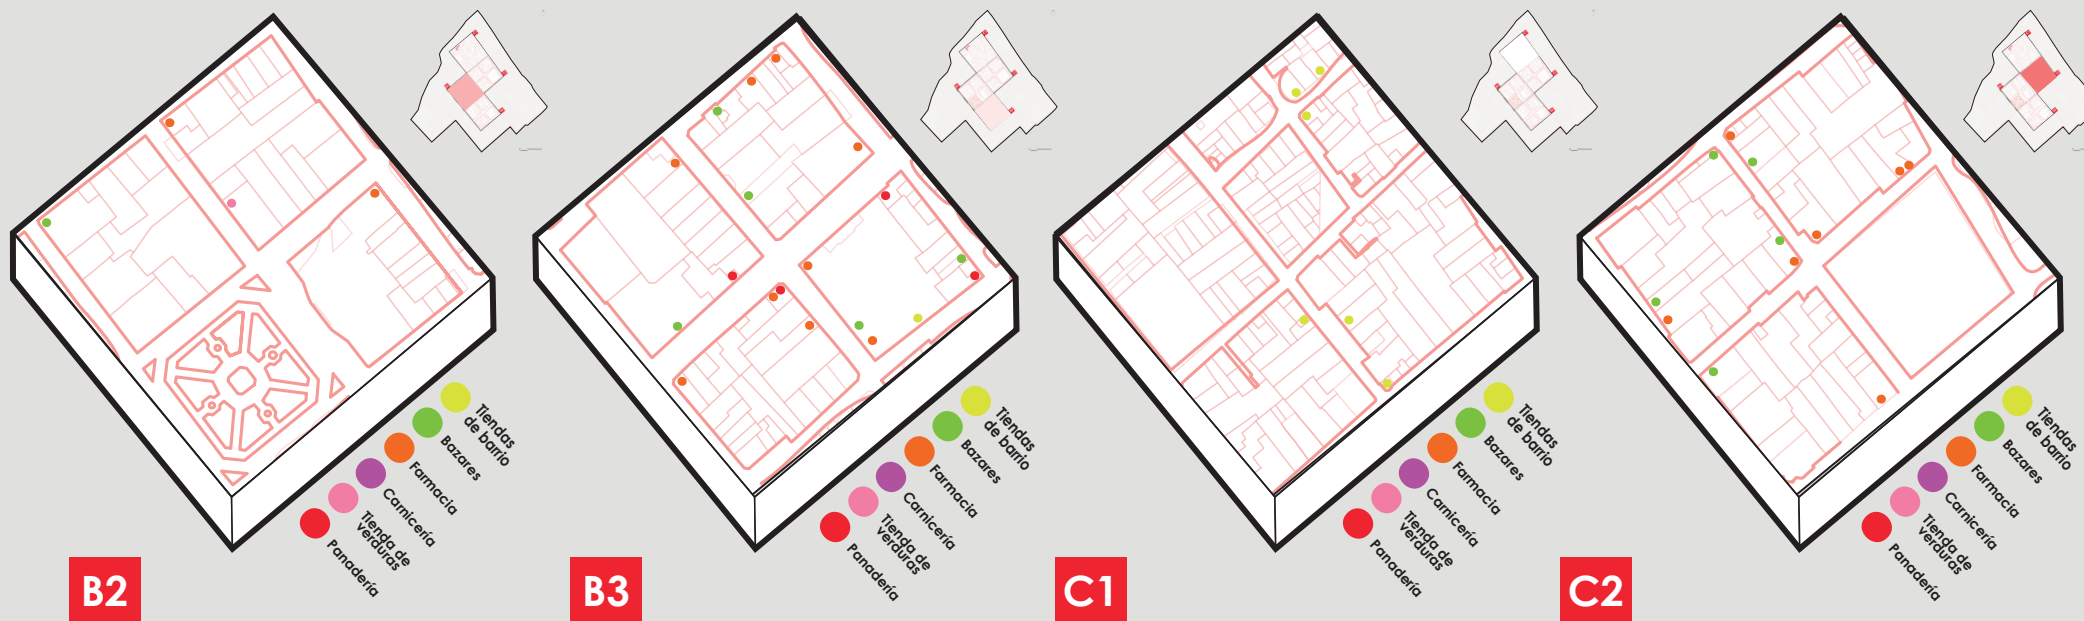 Tiendas
de barrio
Bazares
Farmacia
Carnicería
Tienda de
verduras
Panadería
B2
Tiendas
de barrio
Bazares
Farmacia
Carnicería
Tienda de
verduras
Panadería
B3
Tiendas
de barrio
Bazares
Farmacia
Carnicería
Tienda de
verduras
Panadería
C1
Tiendas
de barrio
Bazares
Farmacia
Carnicería
Tienda de
verduras
Panadería
C2